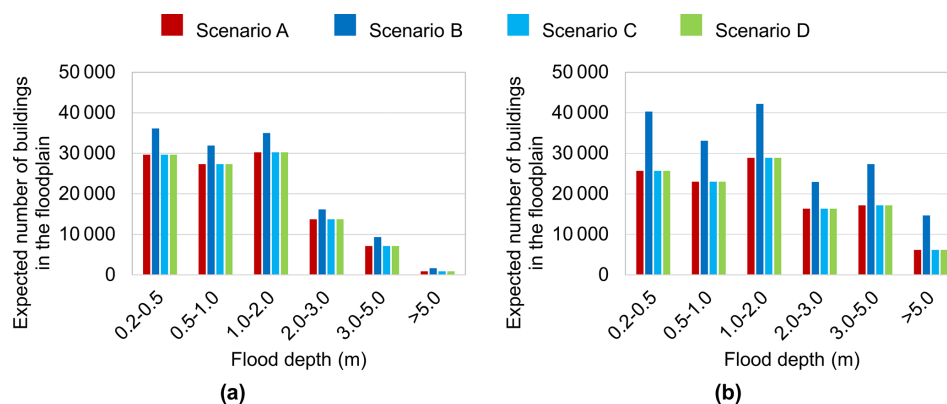 Scenario A
Scenario B
Scenario C
Scenario D
Expected number of buildings
in the floodplain
50 000
40 000
30 000
20 000
10 000
0
0.2-0.5
0.5-1.0
1.0-2.0
2.0-3.0
3.0-5.0
>5.0
Flood depth (m)
(a)
Expected number of buildings
in the floodplain
50 000
40 000
30 000
20 000
10 000
0
0.2-0.5
0.5-1.0
1.0-2.0
2.0-3.0
3.0-5.0
>5.0
Flood depth (m)
(b)